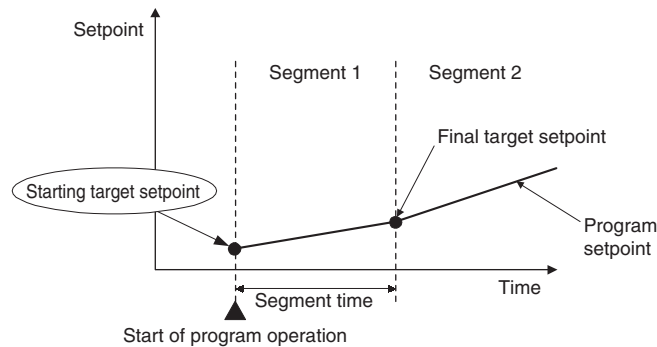 Setpoint
Segment 1
Segment 2
Final target setpoint
Starting target setpoint
Program
setpoint
Time
Segment time
Start of program operation